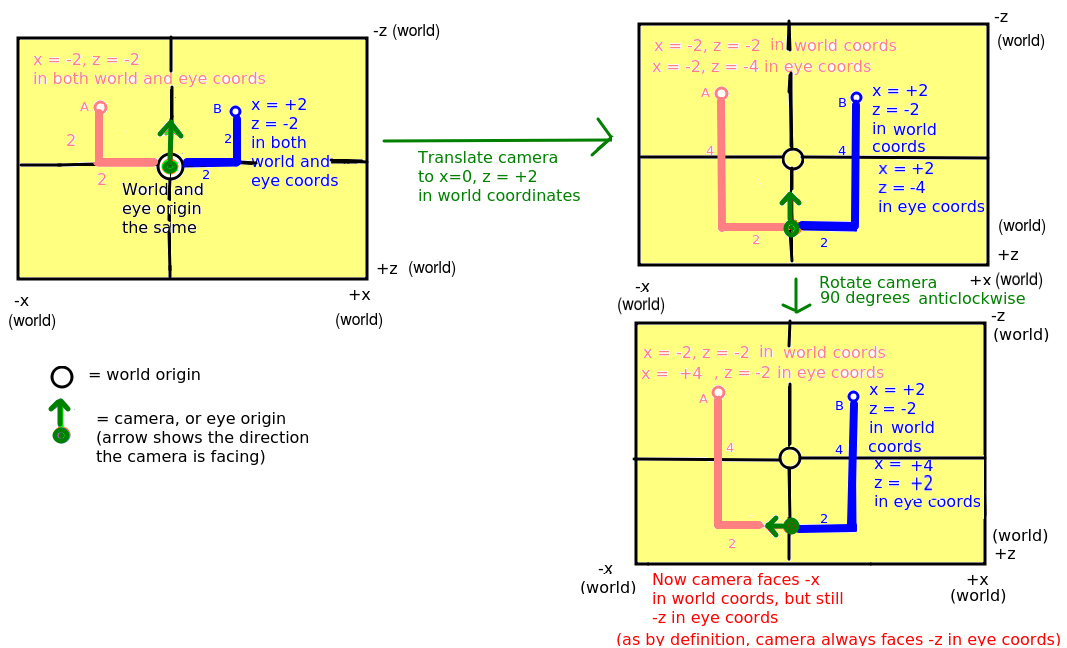 -z (world)
x = -2, z = -2
in both world and eye coords
A
B
x = +2
z = -2
in both
world and
eye coords
2
2
2
2
World and
eye origin
the same
+z (world)
-x
(world)
+x
(world)
Translate camera
to x=0, z = +2
in world coordinates
-z
(world)
x = -2, z = -2 in world coords
x = -2, z = -4 in eye coords
A
B
x = +2
z = -2
in world
coords
x = +2
z = -4
in eye coords
4
4
2
2
(world)
+z
-x
(world)
+x (world)
Rotate camera
90 degrees anticlockwise
-z
(world)
x = -2, z = -2 in world coords
x = +4 , z = -2 in eye coords
A
B
x = +2
z = -2
in world
coords
x = +4
z = +2
in eye coords
4
4
2
2
(world)
+z
-x
(world)
+x
(world)
= world origin
= camera, or eye origin
(arrow shows the direction
the camera is facing)
Now camera faces -x
in world coords, but still
-z in eye coords
(as by definition, camera always faces -z in eye coords)